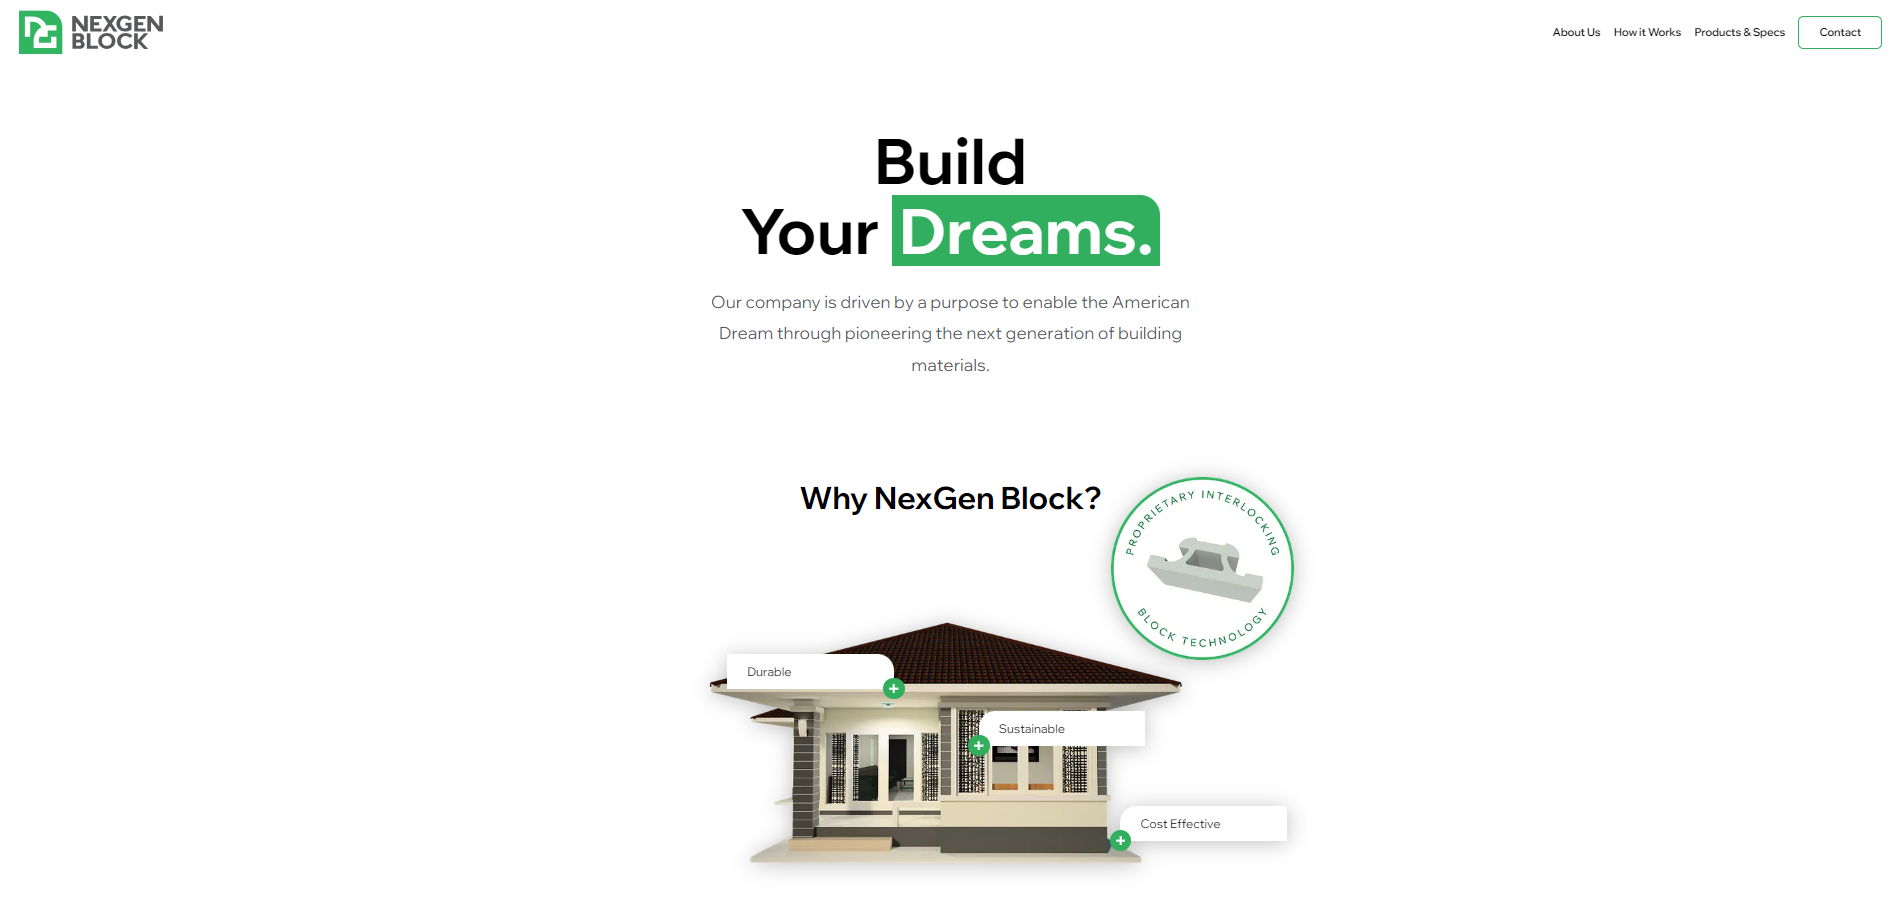 NEXGEN
BLOCK
About Us
How it Works
Products & Specs
Contact
Build
Your Dreams.
Our company is driven by a purpose to enable the American
Dream through pioneering the next generation of building
materials.
Why NexGen Block?
PROPRIETARY INTERLOCKING
BLOCK TECHNOLOGY
Durable
Sustainable
Cost Effective